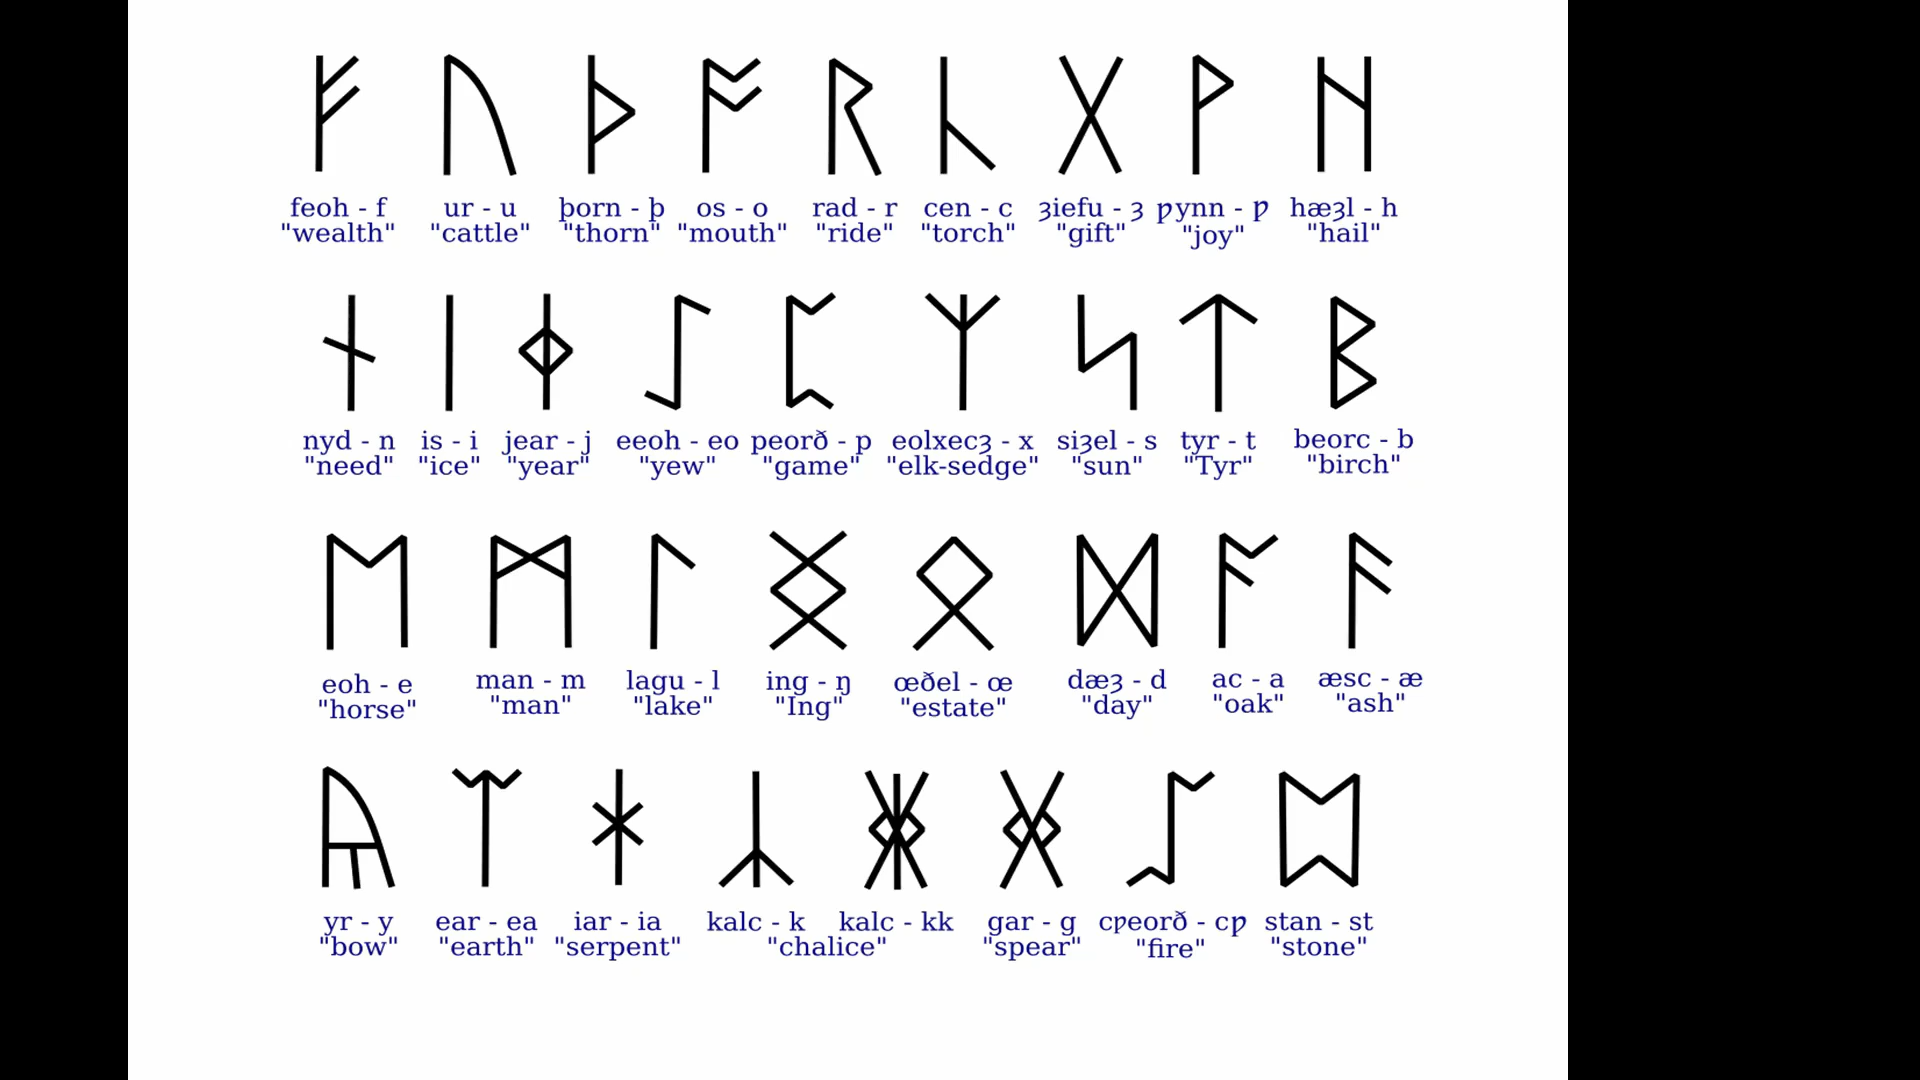 ᚠ ᚢ ᚦ ᚩ ᚱ ᚳ ᚷ ᚹ ᚻ
feoh - f ur - u þorn - þ os - o rad - r cen - c ȝiefu - ȝ ƿynn - ƿ hæȝl - h
"wealth" "cattle" "thorn" "mouth" "ride" "torch" "gift" "joy" "hail"
ᚾ ᛁ ᛡ ᛇ ᛈ ᛉ ᛋ ᛏ ᛒ
nyd - n is - i jear - j eeoh - eo peorð - p eolxecȝ - x siȝel - s tyr - t beorc - b
"need" "ice" "year" "yew" "game" "elk-sedge" "sun" "Tyr" "birch"
ᛖ ᛗ ᛚ ᛝ ᛟ ᛞ ᚪ ᚫ
eoh - e man - m lagu - l ing - ŋ œðel - œ dæȝ - d ac - a æsc - æ
"horse" "man" "lake" "Ing" "estate" "day" "oak" "ash"
ᚣ ᛠ ᛡ ᛣ ᛤ ᚸ ᛢ ᛥ
yr - y ear - ea iar - ia kalc - k kalc - kk gar - g cƿeorð - cƿ stan - st
"bow" "earth" "serpent" "chalice" "spear" "fire" "stone"